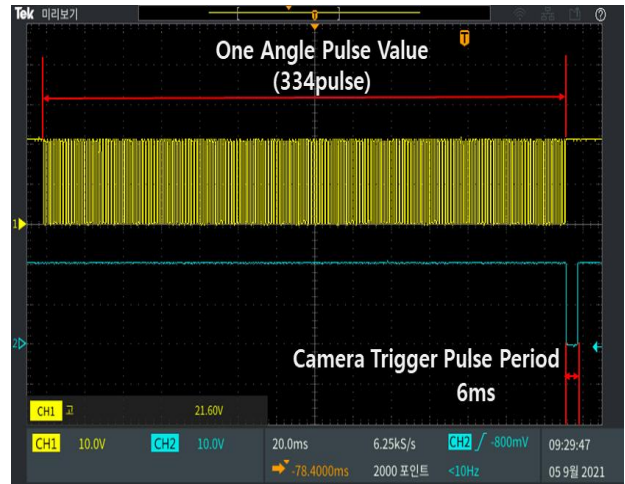 Tek 미리보기
One Angle Pulse Value
(334pulse)
Camera Trigger Pulse Period
6ms
CH1 고 21.60V
CH1 10.0V CH2 10.0V 20.0ms 6.25kS/s CH2 -800mV 09:29:47
-78.4000ms 2000 포인트 <10Hz 05 9월 2021
1
2
T
T